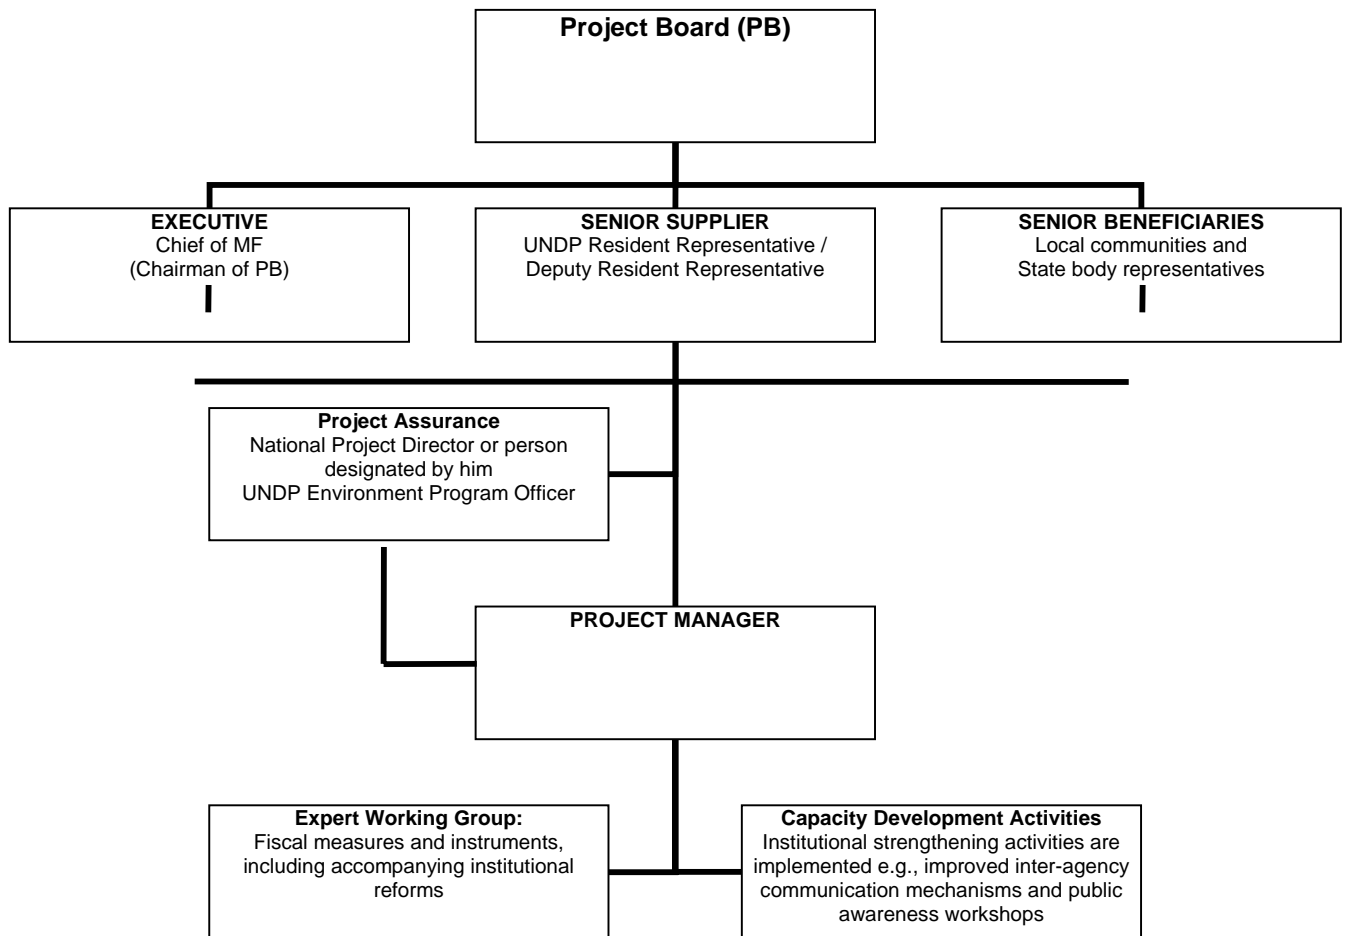 Project Board (PB)
EXECUTIVE
Chief of MF
(Chairman of PB)
SENIOR SUPPLIER
UNDP Resident Representative /
Deputy Resident Representative
SENIOR BENEFICIARIES
Local communities and
State body representatives
Project Assurance
National Project Director or person
designated by him
UNDP Environment Program Officer
PROJECT MANAGER
Expert Working Group:
Fiscal measures and instruments,
including accompanying institutional
reforms
Capacity Development Activities
Institutional strengthening activities are
implemented e.g., improved inter-agency
communication mechanisms and public
awareness workshops